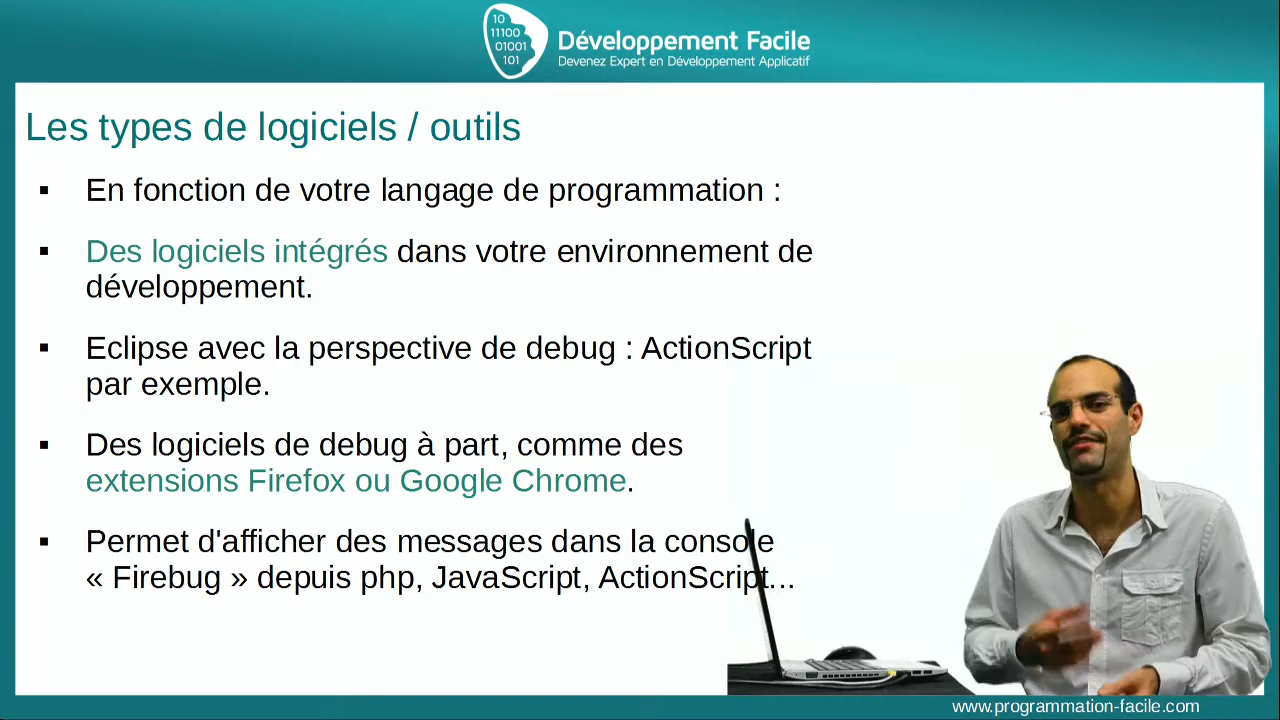 10
11100
01001
101
Développement Facile
Devenez Expert en Développement Applicatif
Les types de logiciels / outils
En fonction de votre langage de programmation :
Des logiciels intégrés dans votre environnement de
développement.
Eclipse avec la perspective de debug : ActionScript
par exemple.
Des logiciels de debug à part, comme des
extensions Firefox ou Google Chrome.
Permet d'afficher des messages dans la console
« Firebug » depuis php, JavaScript, ActionScript...
www.programmation-facile.com